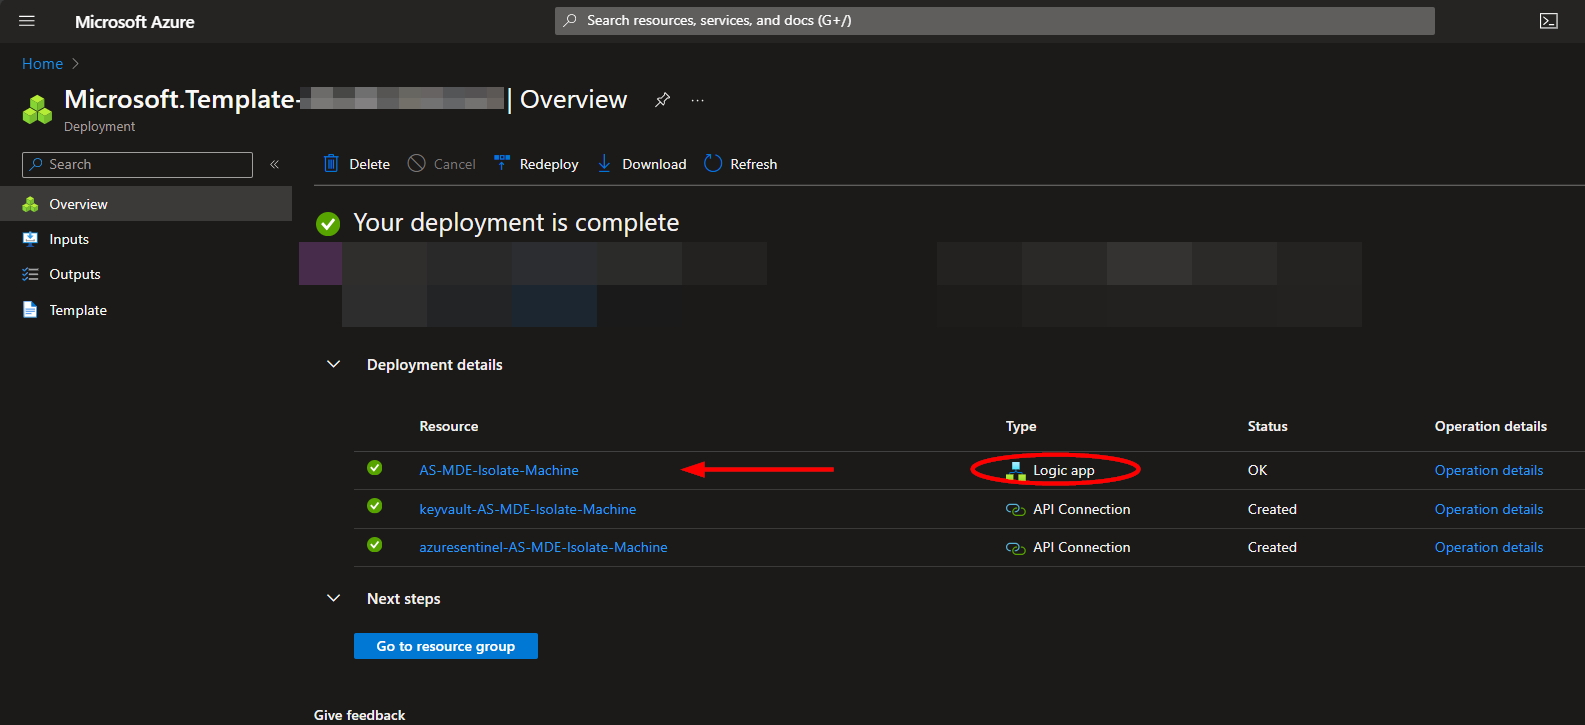 Microsoft Azure
Search resources, services, and docs (G+/)
Home
Microsoft.Template- | Overview
Deployment
Search
Delete Cancel Redeploy Download Refresh
Overview
Inputs
Outputs
Template
Your deployment is complete
Deployment details
Resource Type Status Operation details
AS-MDE-Isolate-Machine Logic app OK Operation details
keyvault-AS-MDE-Isolate-Machine API Connection Created Operation details
azuresentinel-AS-MDE-Isolate-Machine API Connection Created Operation details
Next steps
Go to resource group
Give feedback